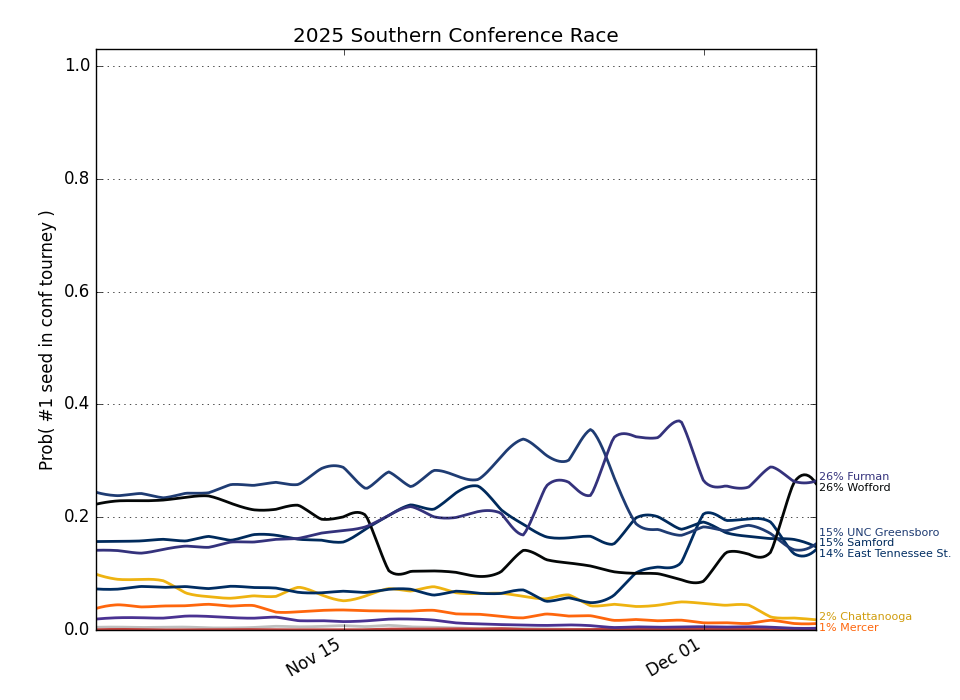 2025 Southern Conference Race
Prob( #1 seed in conf tourney )
1.0
0.8
0.6
0.4
0.2
0.0
Nov 15
Dec 01
26% Furman
26% Wofford
15% UNC Greensboro
15% Samford
14% East Tennessee St.
2% Chattanooga
1% Mercer